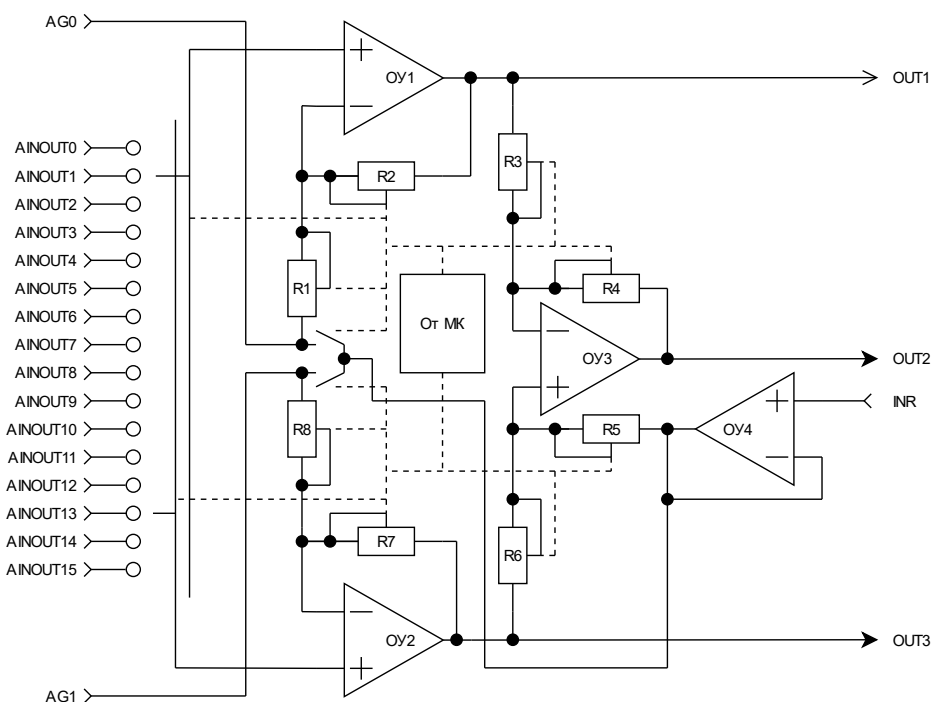 AG0
ОУ1
OUT1
AINOUT0
AINOUT1
AINOUT2
AINOUT3
AINOUT4
AINOUT5
AINOUT6
AINOUT7
AINOUT8
AINOUT9
AINOUT10
AINOUT11
AINOUT12
AINOUT13
AINOUT14
AINOUT15
R2
R3
R1
R4
От МК
ОУ3
OUT2
INR
R8
R5
ОУ4
R7
R6
ОУ2
OUT3
AG1